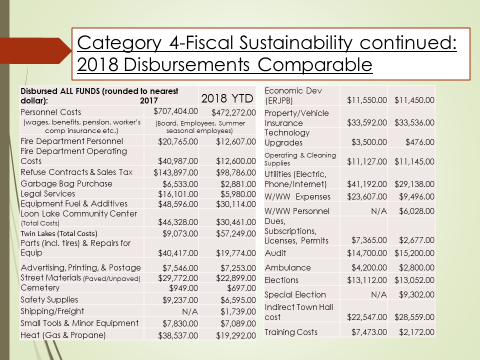 Category 4-Fiscal Sustainability continued:
2018 Disbursements Comparable
Disbursed ALL FUNDS (rounded to nearest
dollar): 2017 2018 YTD
Personnel Costs $707,404.00 $472,272.00
(wages, benefits, pension, worker's (Board, Employees, Summer
comp insurance etc.) seasonal employees)
Fire Department Personnel $20,765.00 $12,607.00
Fire Department Operating
Costs $40,987.00 $12,600.00
Refuse Contracts & Sales Tax $143,897.00 $98,786.00
Garbage Bag Purchase $6,533.00 $2,881.00
Legal Services $16,101.00 $5,980.00
Equipment Fuel & Additives $48,596.00 $30,114.00
Loon Lake Community Center
(Total Costs) $46,328.00 $30,461.00
Twin Lakes (Total Costs) $9,073.00 $57,249.00
Parts (incl. tires) & Repairs for
Equip $40,417.00 $19,774.00
Advertising, Printing, & Postage $7,546.00 $7,253.00
Street Materials (Paved/Unpaved) $29,772.00 $22,899.00
Cemetery $949.00 $697.00
Safety Supplies $9,237.00 $6,595.00
Shipping/Freight N/A $1,739.00
Small Tools & Minor Equipment $7,830.00 $7,089.00
Heat (Gas & Propane) $38,537.00 $19,292.00
Economic Dev
(ERJPB) $11,550.00 $11,450.00
Property/Vehicle
Insurance $33,592.00 $33,536.00
Technology
Upgrades $3,500.00 $476.00
Operating & Cleaning
Supplies $11,127.00 $11,145.00
Utilities (Electric,
Phone/Internet) $41,192.00 $29,138.00
W/WW Expenses $23,607.00 $9,496.00
W/WW Personnel N/A $6,028.00
Dues,
Subscriptions,
Licenses, Permits $7,365.00 $2,677.00
Audit $14,700.00 $15,200.00
Ambulance $4,200.00 $2,800.00
Elections $13,112.00 $13,052.00
Special Election N/A $9,302.00
Indirect Town Hall
cost $22,547.00 $28,559.00
Training Costs $7,473.00 $2,172.00